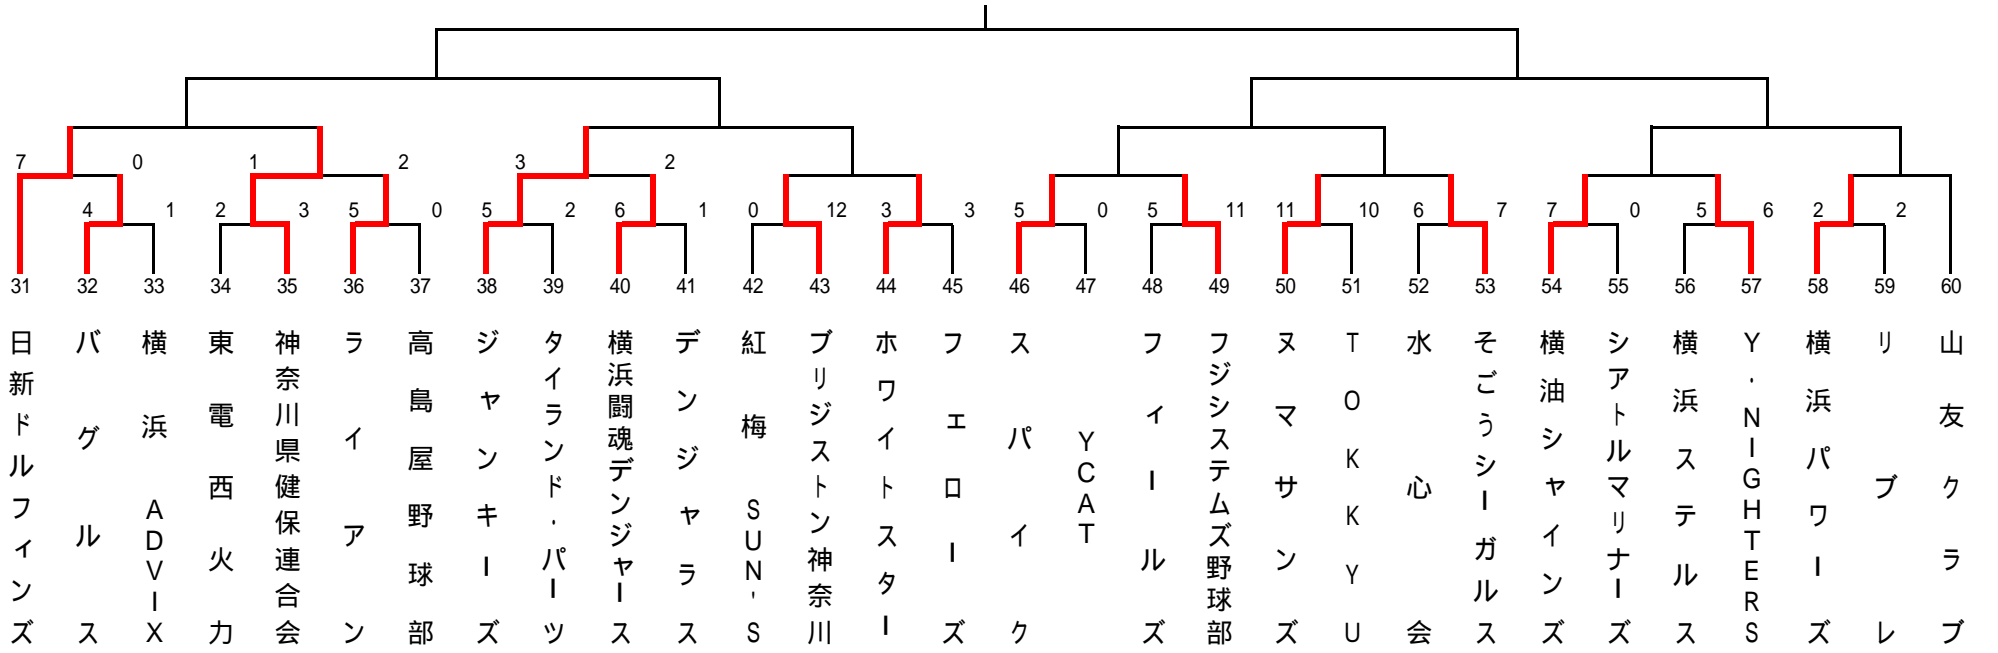 7 0 1 2 3 2
4 1 2 3 5 0 5 2 6 1 0 12 3 3 5 0 5 11 11 10 6 7 7 0 5 6 2 2
31 32 33 34 35 36 37 38 39 40 41 42 43 44 45 46 47 48 49 50 51 52 53 54 55 56 57 58 59 60
日新ドルフィンズ
バグルス
横浜ADVIX
東電西火力
神奈川県健保連合会
ライアン
高島屋野球部
ジャンキーズ
タイランド・パーツ
横浜闘魂デンジャース
デンジャラス
紅梅SUN'S
ブリジストン神奈川
ホワイトスター
フェローズ
スパイク
YCAT
フィールズ
フジシステムズ野球部
ヌマサンズ
TOKKYU
水心会
そごうシーガルス
横油シャインズ
シアトルマリナーズ
横浜ステルス
Y・NIGHTERS
横浜パワーズ
リブレ
山友クラブ